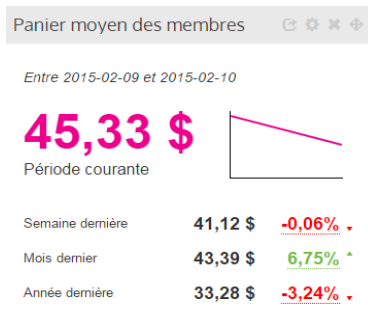 Panier moyen des membres
Entre 2015-02-09 et 2015-02-10
45,33 $
Période courante
Semaine dernière 41,12 $ -0,06%
Mois dernier 43,39 $ 6,75%
Année dernière 33,28 $ -3,24%